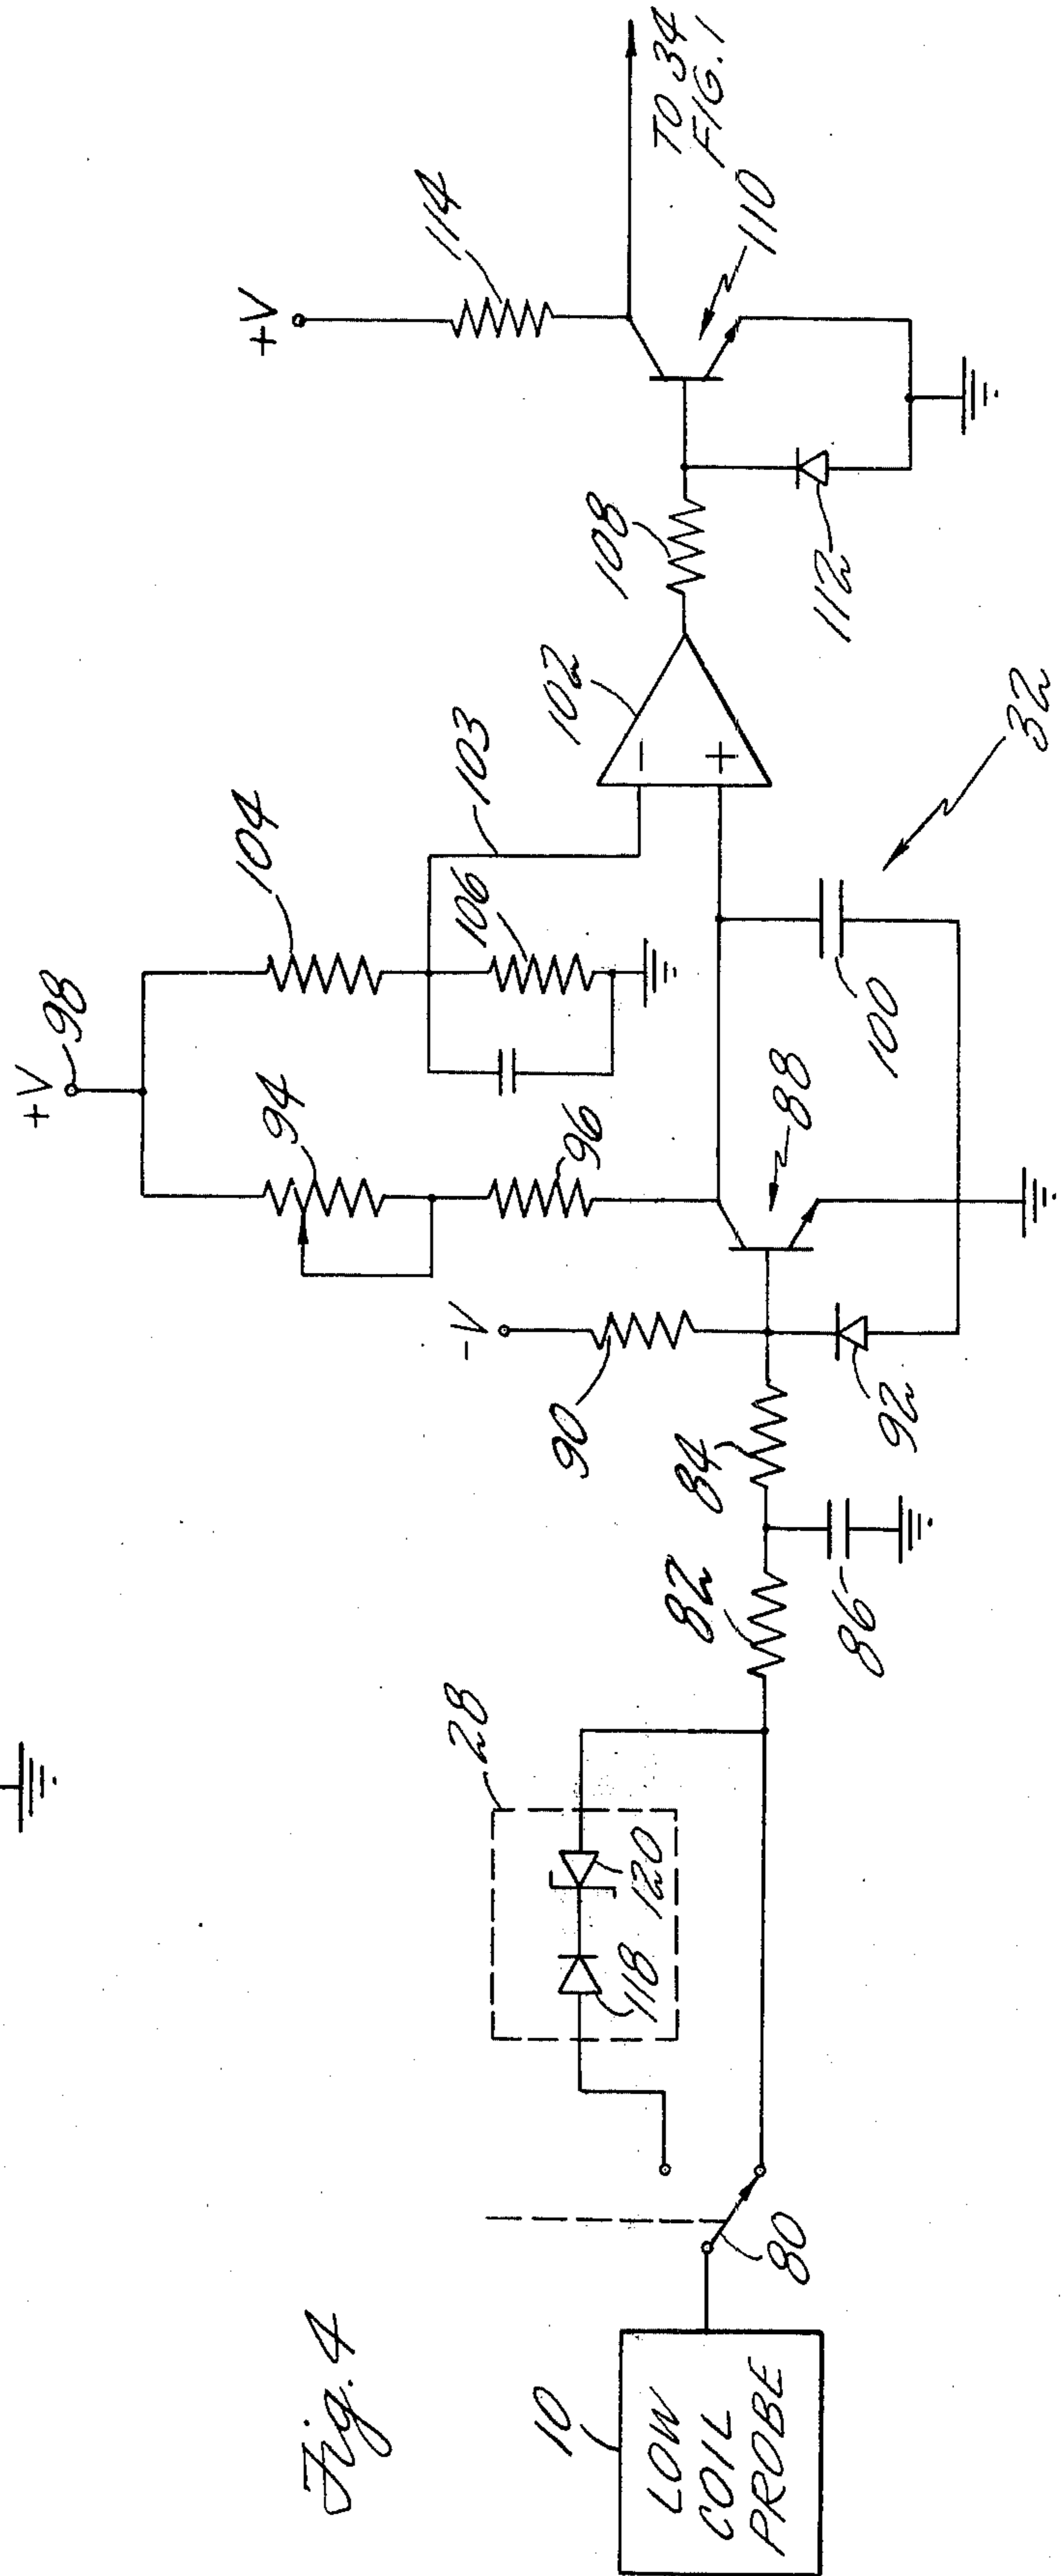 Fig. 4
10
LOW
COIL
PROBE
80
28
118
120
82
86
84
90
-V
92
88
94
96
+V
98
104
106
103
100
32
102
-
+
108
112
110
+V
114
TO 34
FIG. 1